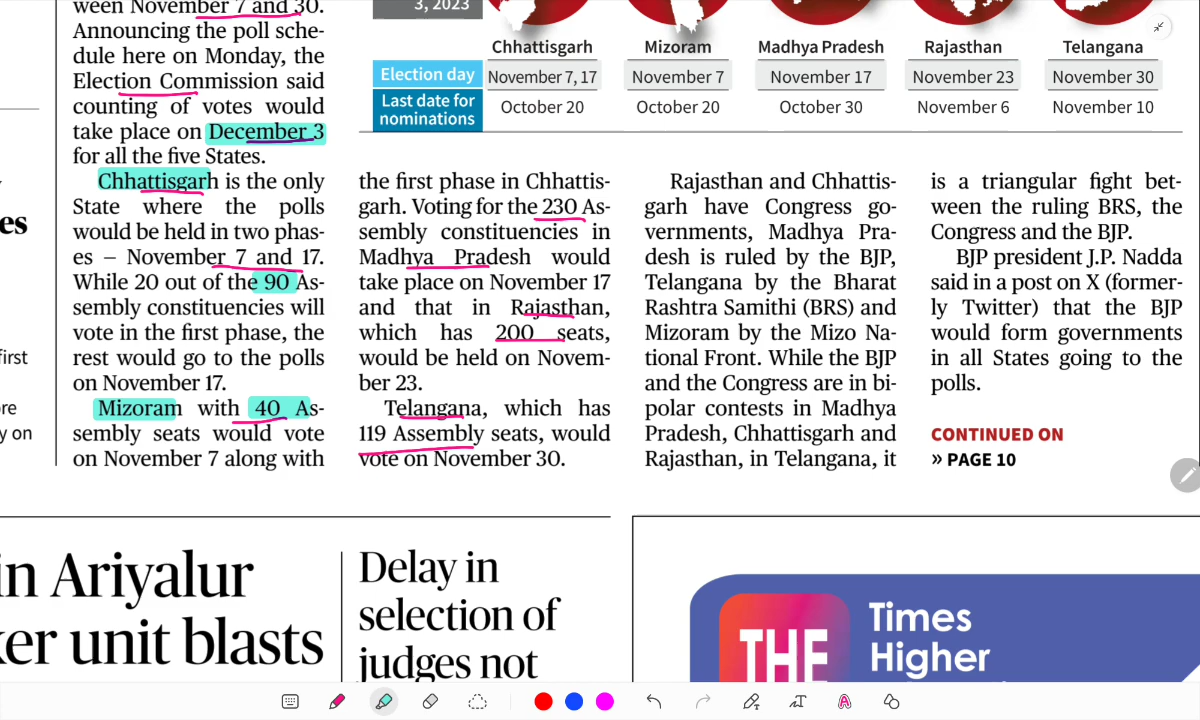 ween November 7 and 30.
Announcing the poll sche-
dule here on Monday, the
Election Commission said
counting of votes would
take place on December 3
for all the five States.
Chhattisgarh is the only
State where the polls
would be held in two phas-
es – November 7 and 17.
While 20 out of the 90 As-
sembly constituencies will
vote in the first phase, the
rest would go to the polls
on November 17.
Mizoram with 40 As-
sembly seats would vote
on November 7 along with
3, 2023
Chhattisgarh Mizoram Madhya Pradesh Rajasthan Telangana
Election day November 7, 17 November 7 November 17 November 23 November 30
Last date for
nominations October 20 October 20 October 30 November 6 November 10
the first phase in Chhattis-
garh. Voting for the 230 As-
sembly constituencies in
Madhya Pradesh would
take place on November 17
and that in Rajasthan,
which has 200 seats,
would be held on Novem-
ber 23.
Telangana, which has
119 Assembly seats, would
vote on November 30.
Rajasthan and Chhattis-
garh have Congress go-
vernments, Madhya Pra-
desh is ruled by the BJP,
Telangana by the Bharat
Rashtra Samithi (BRS) and
Mizoram by the Mizo Na-
tional Front. While the BJP
and the Congress are in bi-
polar contests in Madhya
Pradesh, Chhattisgarh and
Rajasthan, in Telangana, it
is a triangular fight bet-
ween the ruling BRS, the
Congress and the BJP.
BJP president J.P. Nadda
said in a post on X (former-
ly Twitter) that the BJP
would form governments
in all States going to the
polls.
CONTINUED ON
» PAGE 10
es
first
ore
y on
in Ariyalur
ker unit blasts
Delay in
selection of
judges not
THE
Times
Higher